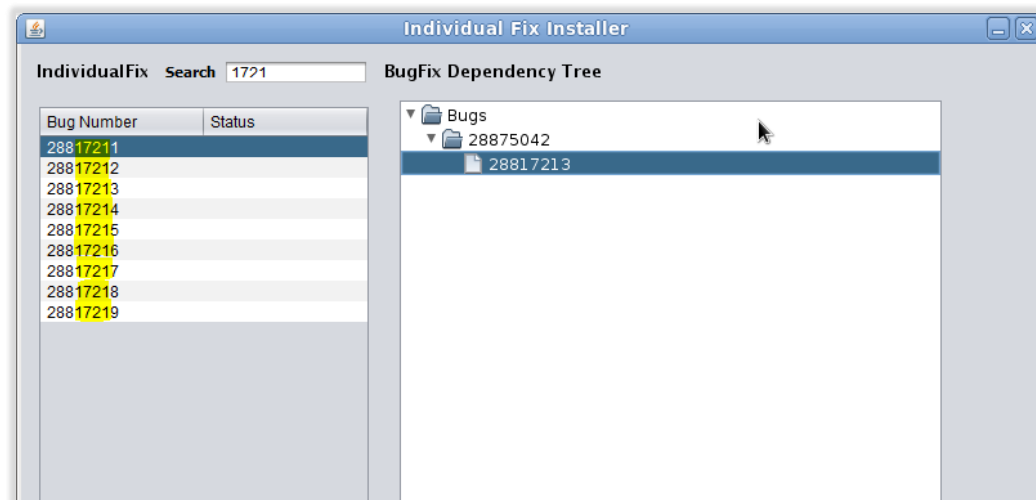 Individual Fix Installer
IndividualFix Search 1721 BugFix Dependency Tree
Bug Number Status
28817211
28817212
28817213
28817214
28817215
28817216
28817217
28817218
28817219
Bugs
28875042
28817213